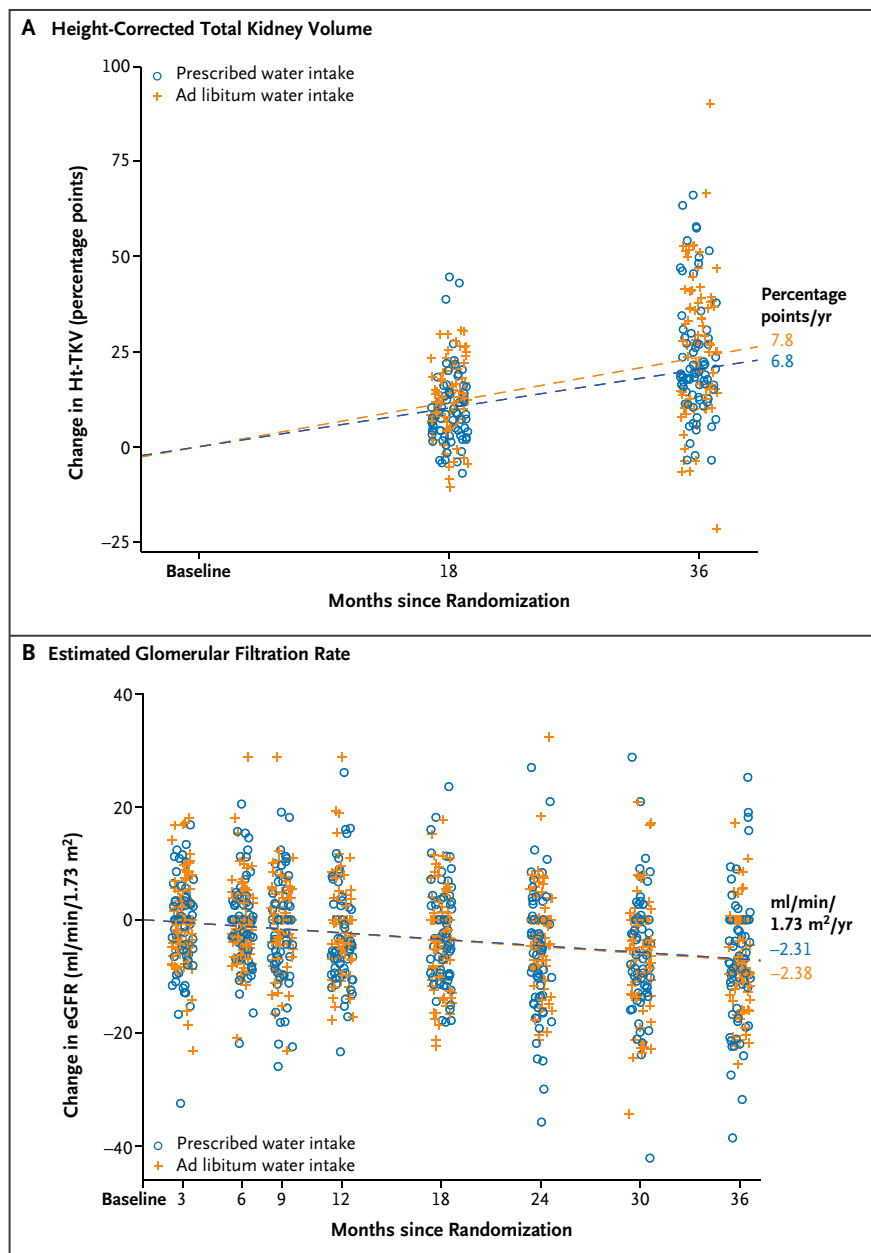 A Height-Corrected Total Kidney Volume
100
75
50
25
0
−25
Change in Ht-TKV (percentage points)
Prescribed water intake
Ad libitum water intake
Percentage
points/yr
7.8
6.8
Baseline 18 36
Months since Randomization
B Estimated Glomerular Filtration Rate
40
20
0
−20
−40
Change in eGFR (ml/min/1.73 m²)
ml/min/
1.73 m²/yr
−2.31
−2.38
Prescribed water intake
Ad libitum water intake
Baseline 3 6 9 12 18 24 30 36
Months since Randomization